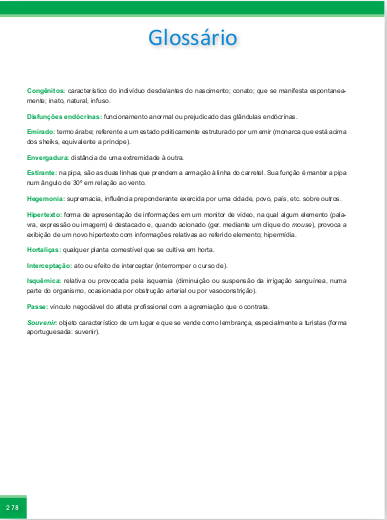 Glossário
Congênitos: característico do indivíduo desde/antes do nascimento; conato; que se manifesta espontanea-
mente; inato, natural, infuso.
Disfunções endócrinas: funcionamento anormal ou prejudicado das glândulas endócrinas.
Emirado: termo árabe; referente a um estado politicamente estruturado por um emir (monarca que está acima
dos sheiks, equivalente a príncipe).
Envergadura: distância de uma extremidade à outra.
Estirante: na pipa, são as duas linhas que prendem a armação à linha do carretel. Sua função é manter a pipa
num ângulo de 30º em relação ao vento.
Hegemonia: supremacia, influência preponderante exercida por uma cidade, povo, país, etc. sobre outros.
Hipertexto: forma de apresentação de informações em um monitor de vídeo, na qual algum elemento (pala-
vra, expressão ou imagem) é destacado e, quando acionado (ger. mediante um clique do mouse), provoca a
exibição de um novo hipertexto com informações relativas ao referido elemento; hipermídia.
Hortaliças: qualquer planta comestível que se cultiva em horta.
Interceptação: ato ou efeito de interceptar (interromper o curso de).
Isquêmica: relativa ou provocada pela isquemia (diminuição ou suspensão da irrigação sanguínea, numa
parte do organismo, ocasionada por obstrução arterial ou por vasoconstrição).
Passe: vínculo negociável do atleta profissional com a agremiação que o contrata.
Souvenir: objeto característico de um lugar e que se vende como lembrança, especialmente a turistas (forma
aportuguesada: suvenir).
278